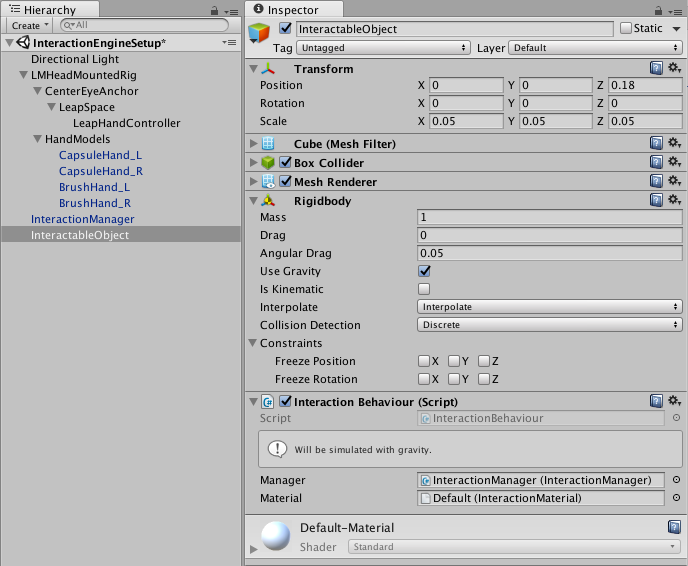 Hierarchy
Create
All
InteractionEngineSetup*
Directional Light
LMHeadMountedRig
CenterEyeAnchor
LeapSpace
LeapHandController
HandModels
CapsuleHand_L
CapsuleHand_R
BrushHand_L
BrushHand_R
InteractionManager
InteractableObject
Inspector
InteractableObject Static
Tag Untagged Layer Default
Transform
Position X 0 Y 0 Z 0.18
Rotation X 0 Y 0 Z 0
Scale X 0.05 Y 0.05 Z 0.05
Cube (Mesh Filter)
Box Collider
Mesh Renderer
Rigidbody
Mass 1
Drag 0
Angular Drag 0.05
Use Gravity
Is Kinematic
Interpolate Interpolate
Collision Detection Discrete
Constraints
Freeze Position X Y Z
Freeze Rotation X Y Z
Interaction Behaviour (Script)
Script InteractionBehaviour
Will be simulated with gravity.
Manager InteractionManager (InteractionManager)
Material Default (InteractionMaterial)
Default-Material
Shader Standard